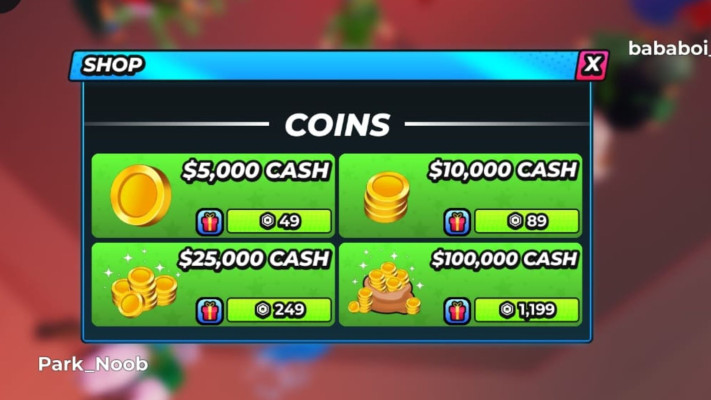 bababoi_
SHOP
X
COINS
$5,000 CASH
49
$10,000 CASH
89
$25,000 CASH
249
$100,000 CASH
1,199
Park_Noob